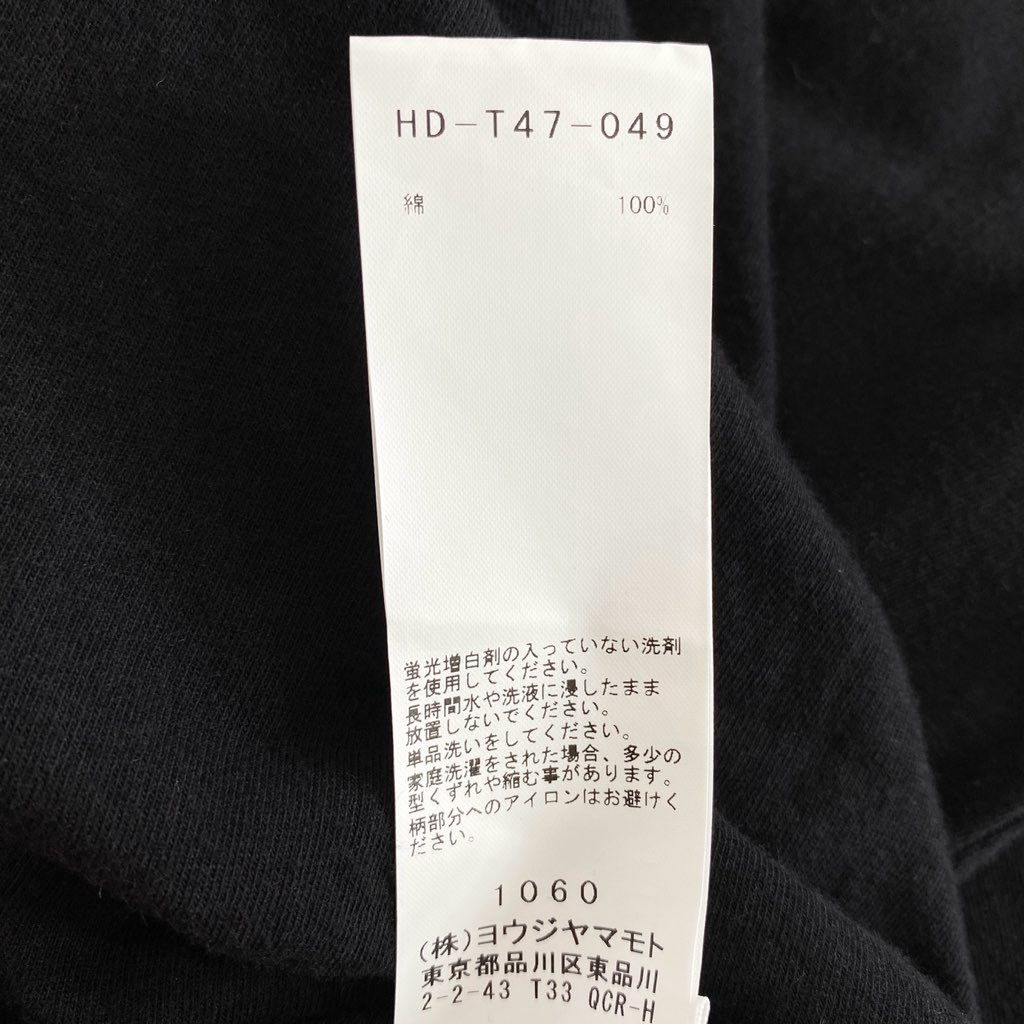 HD-T47-049
綿 100%
蛍光増白剤の入っていない洗剤
を使用してください。
長時間水や洗液に浸したまま
放置しないでください。
単品洗いをしてください。
家庭洗濯をされた場合、多少の
型くずれや縮む事があります。
柄部分へのアイロンはお避けく
ださい。
1060
(株)ヨウジヤマモト
東京都品川区東品川
2-2-43 T33 QCR-H